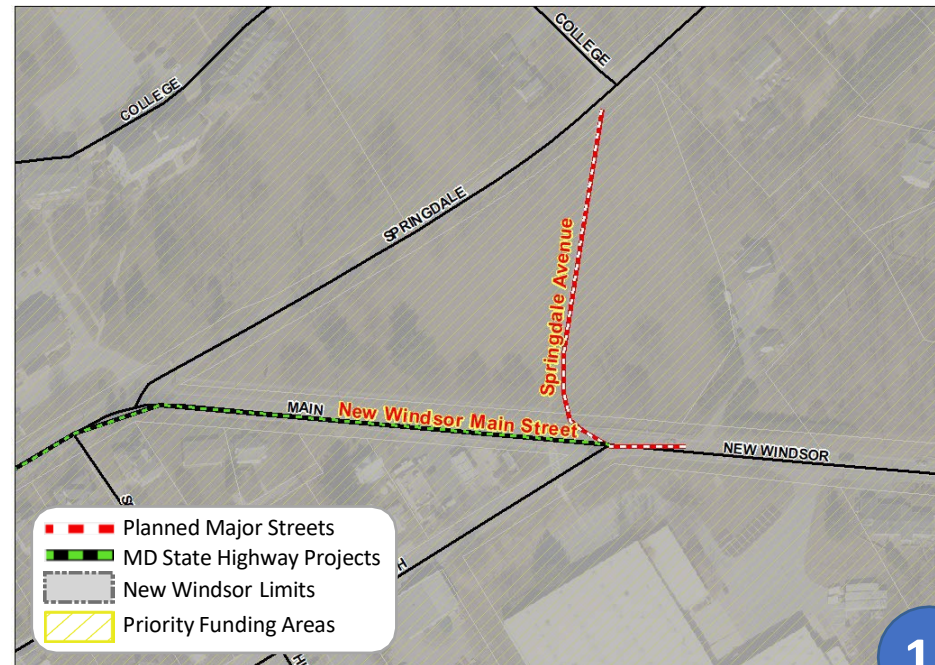 COLLEGE
COLLEGE
SPRINGDALE
Springdale Avenue
MAIN
New Windsor Main Street
NEW WINDSOR
Planned Major Streets
MD State Highway Projects
New Windsor Limits
Priority Funding Areas
1